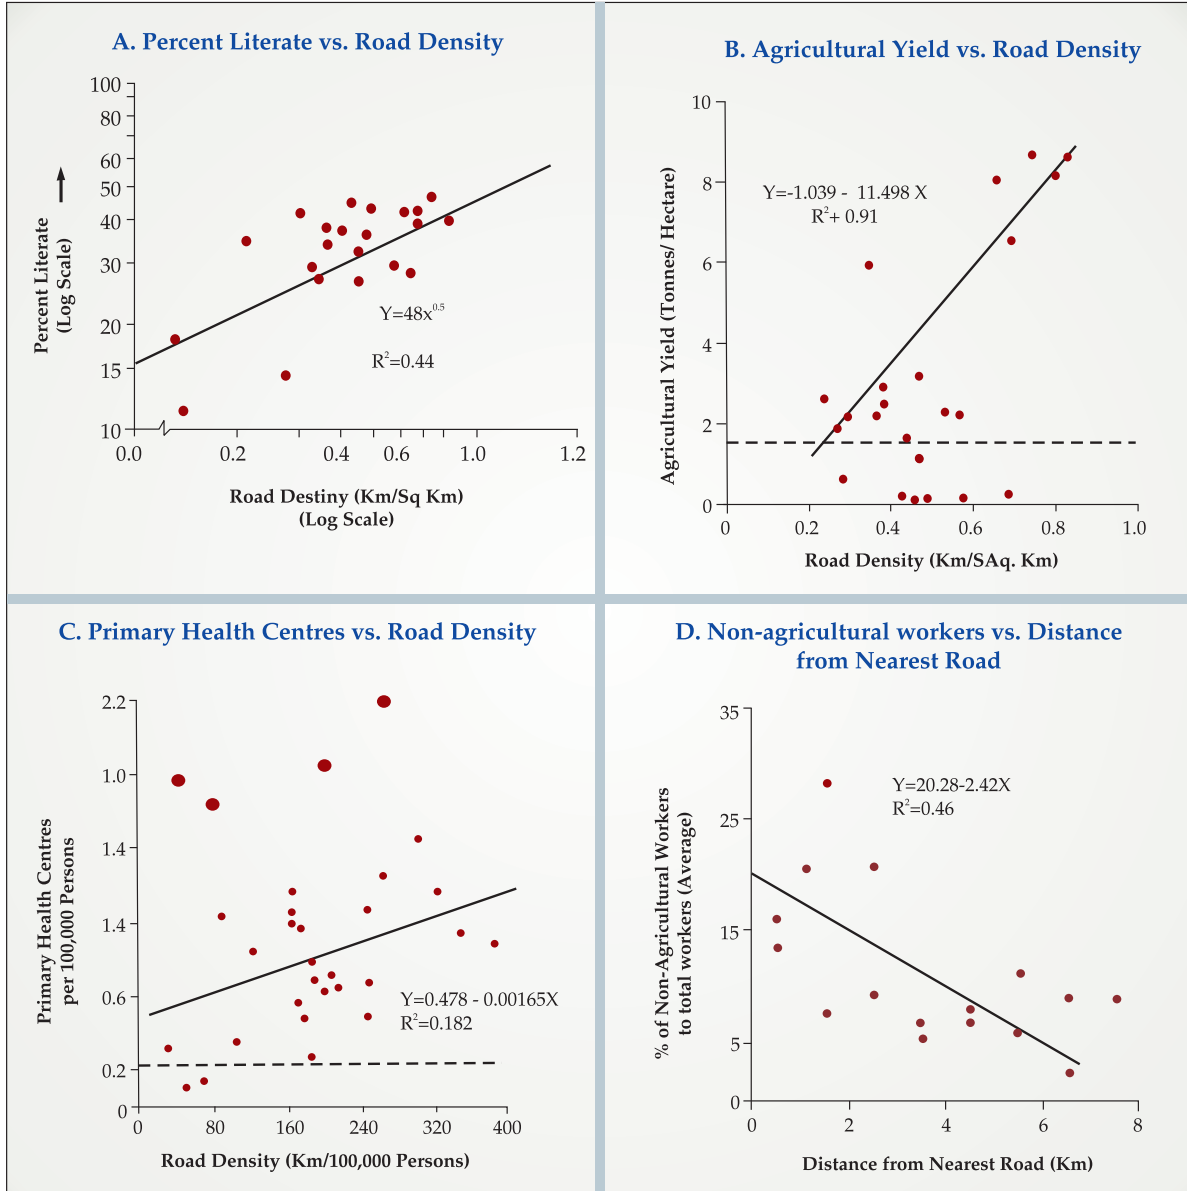 A. Percent Literate vs. Road Density
100
80
60
50
40
30
20
15
10
Percent Literate
(Log Scale)
Y=48x0.5
R2=0.44
0.0 0.2 0.4 0.6 1.0 1.2
Road Destiny (Km/Sq Km)
(Log Scale)
B. Agricultural Yield vs. Road Density
10
8
6
4
2
0
Agricultural Yield (Tonnes/ Hectare)
Y=-1.039 - 11.498 X
R2+ 0.91
0 0.2 0.4 0.6 0.8 1.0
Road Density (Km/SAq. Km)
C. Primary Health Centres vs. Road Density
2.2
1.0
1.4
1.4
0.6
0.2
0
Primary Health Centres
per 100,000 Persons
Y=0.478 - 0.00165X
R2=0.182
0 80 160 240 320 400
Road Density (Km/100,000 Persons)
D. Non-agricultural workers vs. Distance
from Nearest Road
35
25
15
5
0
% of Non-Agricultural Workers
to total workers (Average)
Y=20.28-2.42X
R2=0.46
0 2 4 6 8
Distance from Nearest Road (Km)